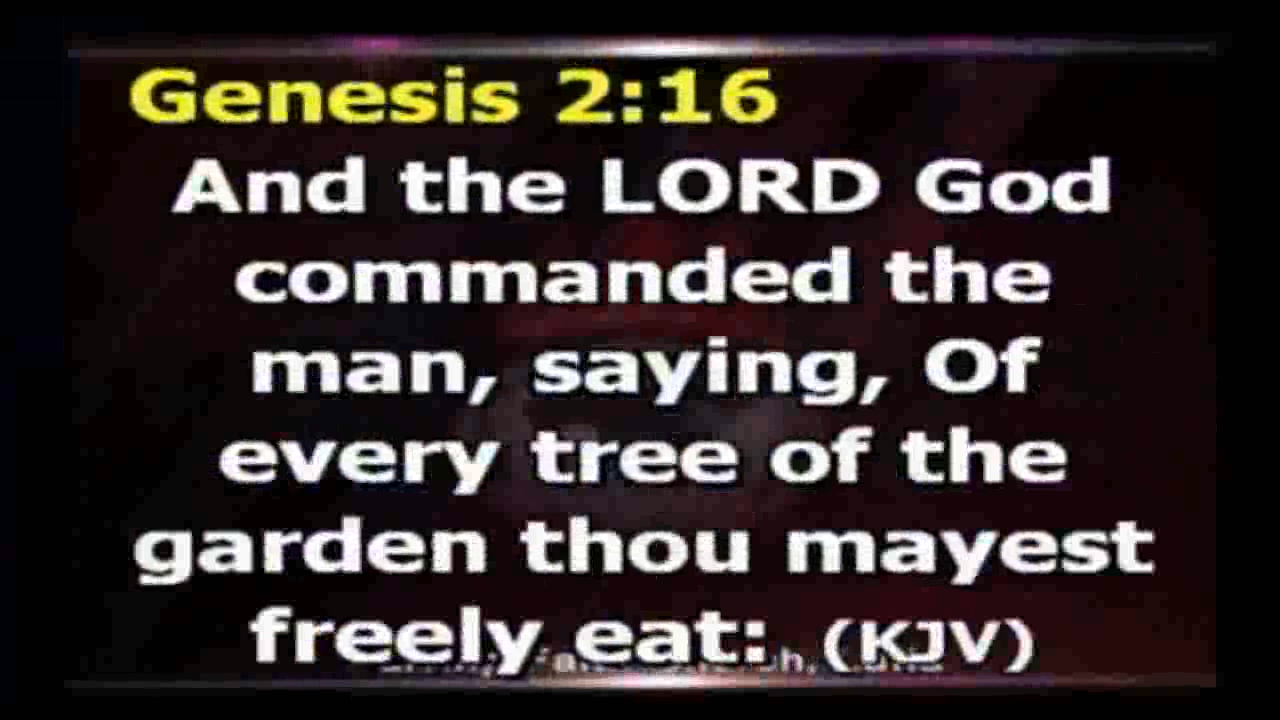 Genesis 2:16
And the LORD God
commanded the
man, saying, Of
every tree of the
garden thou mayest
freely eat: (KJV)